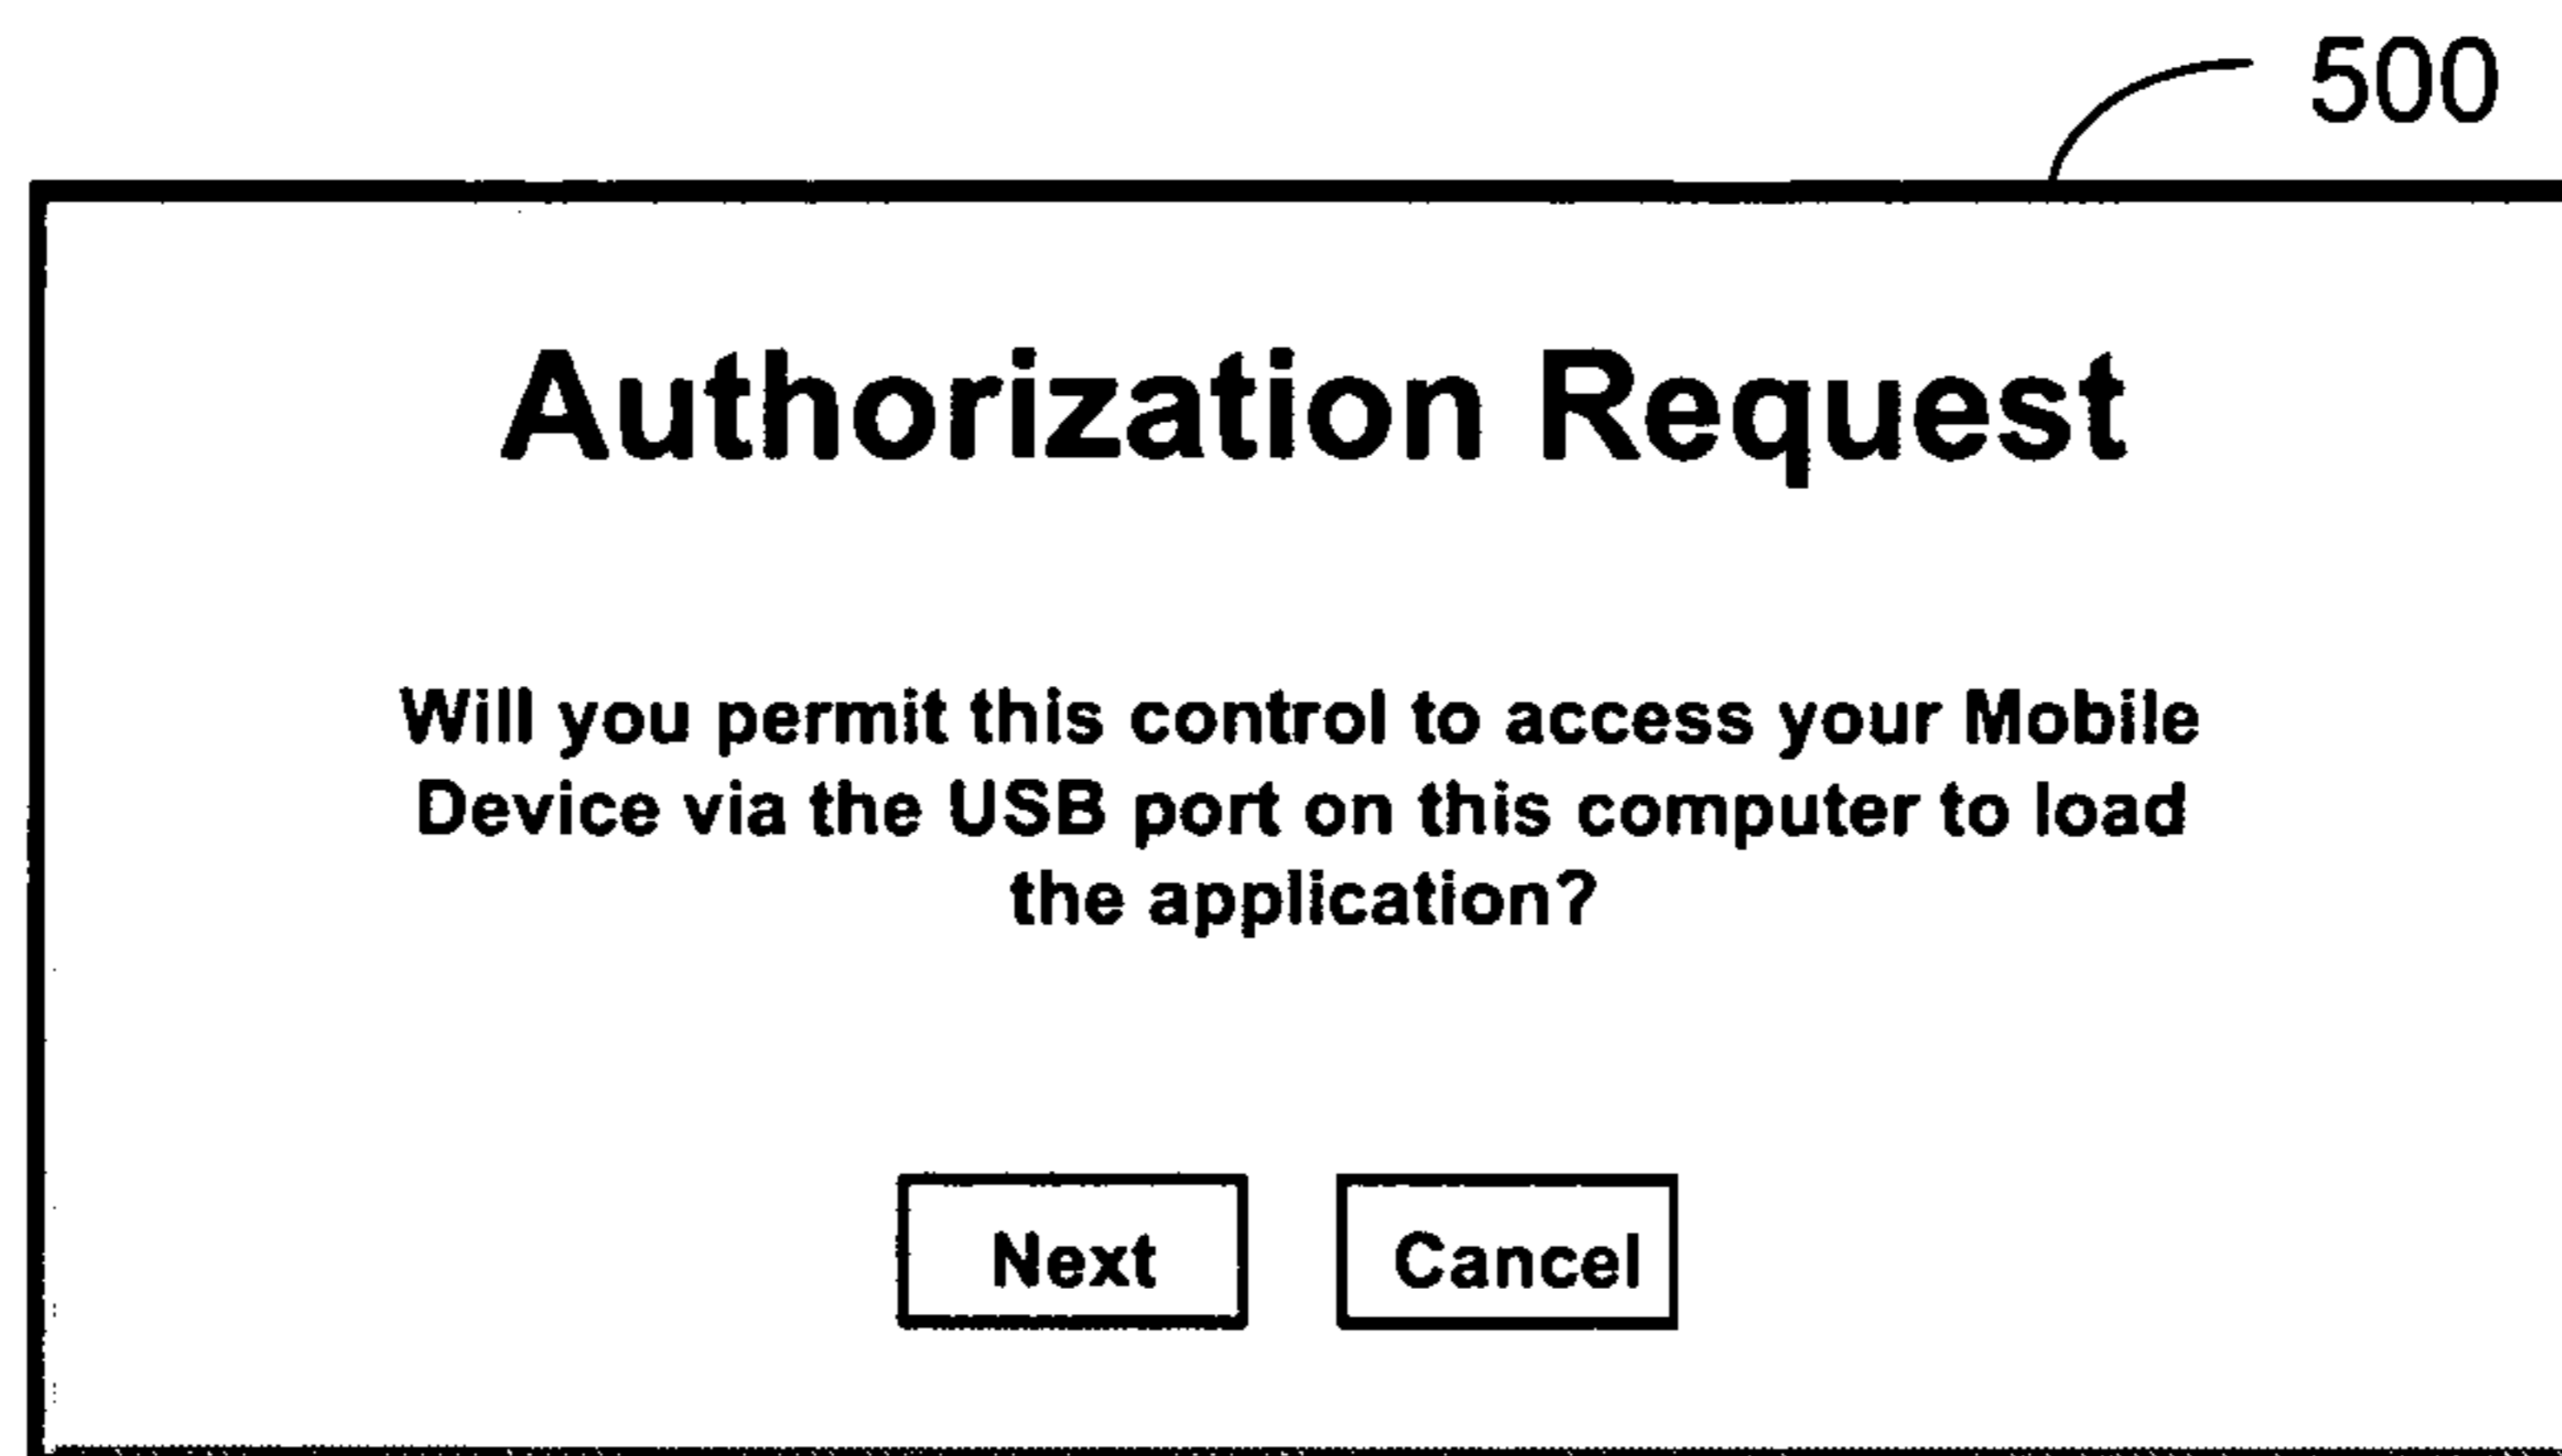 500
Authorization Request
Will you permit this control to access your Mobile
Device via the USB port on this computer to load
the application?
Next Cancel